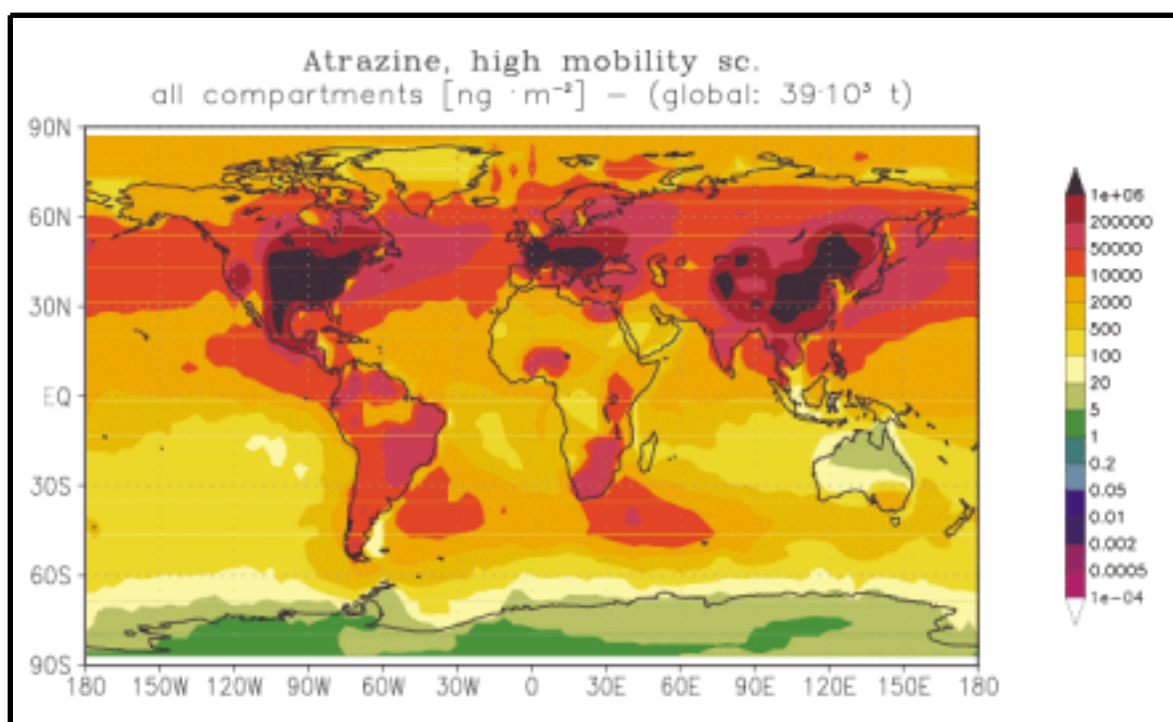 Atrazine, high mobility sc.
all compartments [ng ·m⁻²] − (global: 39·10³ t)
90N
60N
30N
EQ
30S
60S
90S
180 150W 120W 90W 60W 30W 0 30E 60E 90E 120E 150E 180
1e+06
200000
50000
10000
2000
500
100
20
5
1
0.2
0.05
0.01
0.002
0.0005
1e−04